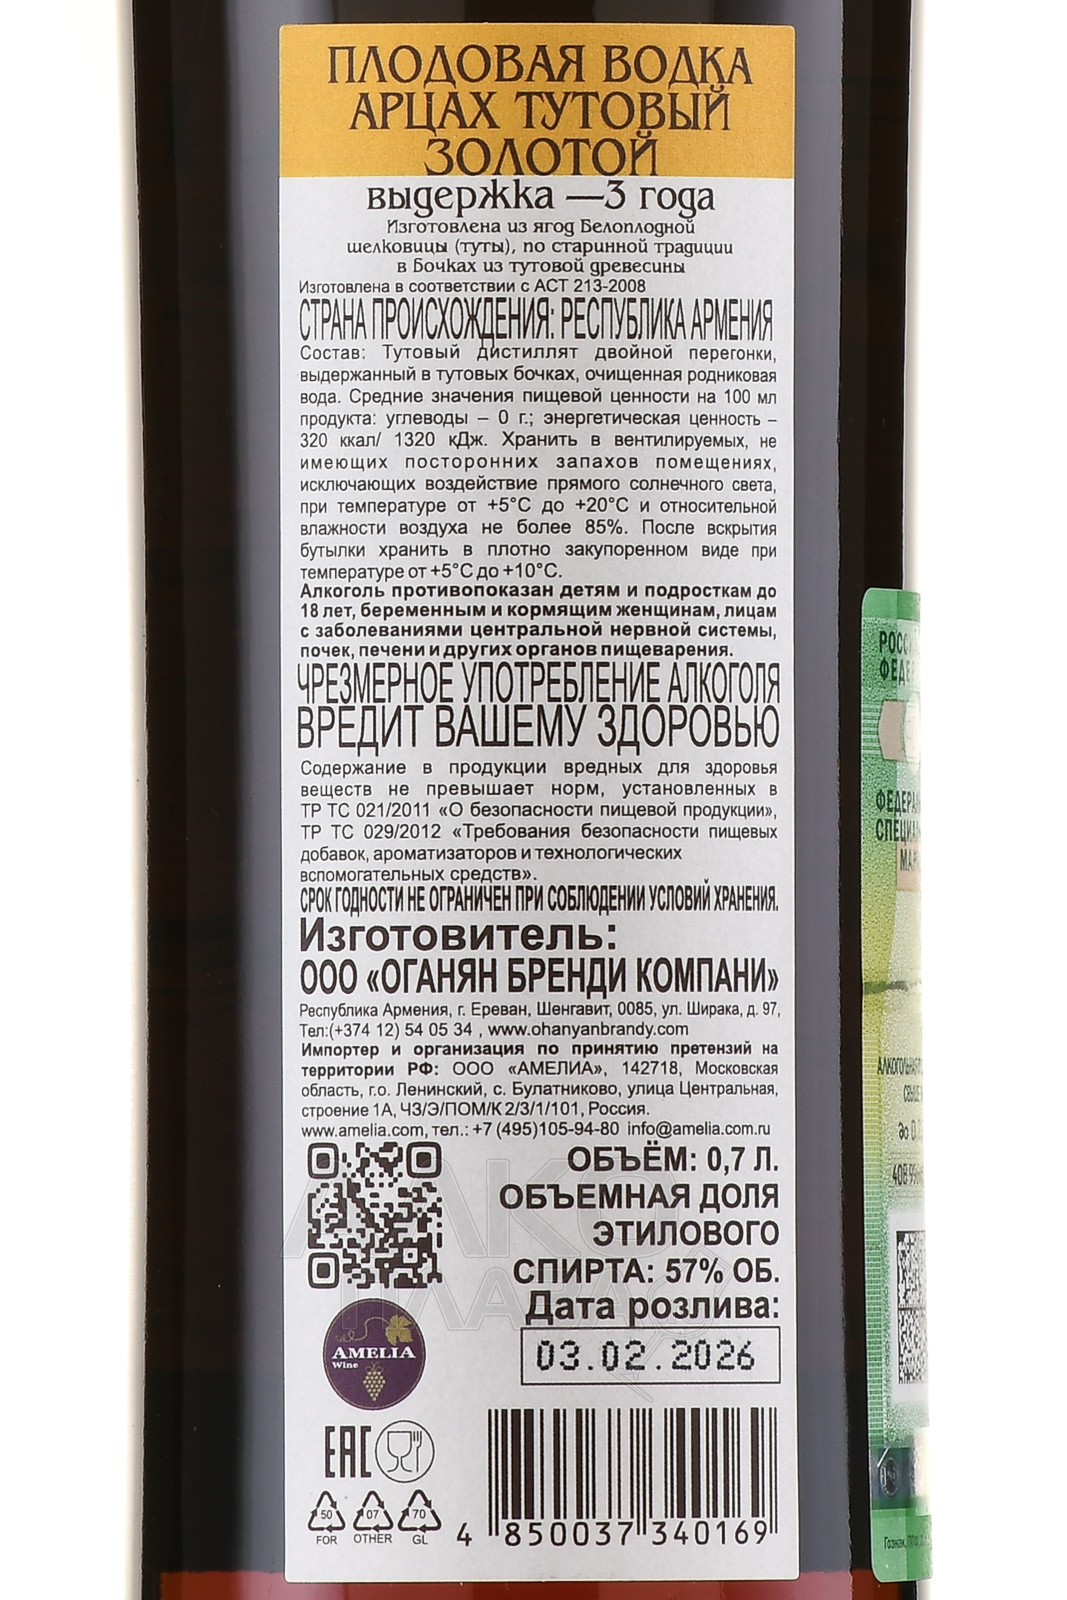 ПЛОДОВАЯ ВОДКА
АРЦАХ ТУТОВЫЙ
ЗОЛОТОЙ
выдержка —3 года
Изготовлена из ягод Белоплодной
шелковицы (туты), по старинной традиции
в Бочках из тутовой древесины
Изготовлена в соответствии с АСТ 213-2008
СТРАНА ПРОИСХОЖДЕНИЯ: РЕСПУБЛИКА АРМЕНИЯ
Состав: Тутовый дистиллят двойной перегонки,
выдержанный в тутовых бочках, очищенная родниковая
вода. Средние значения пищевой ценности на 100 мл
продукта: углеводы – 0 г.; энергетическая ценность –
320 ккал/ 1320 кДж. Хранить в вентилируемых, не
имеющих посторонних запахов помещениях,
исключающих воздействие прямого солнечного света,
при температуре от +5°С до +20°С и относительной
влажности воздуха не более 85%. После вскрытия
бутылки хранить в плотно закупоренном виде при
температуре от +5°С до +10°С.
Алкоголь противопоказан детям и подросткам до
18 лет, беременным и кормящим женщинам, лицам
с заболеваниями центральной нервной системы,
почек, печени и других органов пищеварения.
ЧРЕЗМЕРНОЕ УПОТРЕБЛЕНИЕ АЛКОГОЛЯ
ВРЕДИТ ВАШЕМУ ЗДОРОВЬЮ
Содержание в продукции вредных для здоровья
веществ не превышает норм, установленных в
ТР ТС 021/2011 «О безопасности пищевой продукции»,
ТР ТС 029/2012 «Требования безопасности пищевых
добавок, ароматизаторов и технологических
вспомогательных средств».
СРОК ГОДНОСТИ НЕ ОГРАНИЧЕН ПРИ СОБЛЮДЕНИИ УСЛОВИЙ ХРАНЕНИЯ.
Изготовитель:
ООО «ОГАНЯН БРЕНДИ КОМПАНИ»
Республика Армения, г. Ереван, Шенгавит, 0085, ул. Ширака, д. 97,
Тел:(+374 12) 54 05 34 , www.ohanyanbrandy.com
Импортер и организация по принятию претензий на
территории РФ: ООО «АМЕЛИА», 142718, Московская
область, г.о. Ленинский, с. Булатниково, улица Центральная,
строение 1А, ЧЗ/Э/ПОМ/К 2/3/1/101, Россия.
www.amelia.com, тел.: +7 (495)105-94-80 info@amelia.com.ru
ОБЪЁМ: 0,7 Л.
ОБЪЕМНАЯ ДОЛЯ
ЭТИЛОВОГО
СПИРТА: 57% ОБ.
Дата розлива:
03.02.2026
AMELIA
Wine
EAC
50 07 70
FOR OTHER GL
4 850037 340169
АЛКО
ПЛАЗА